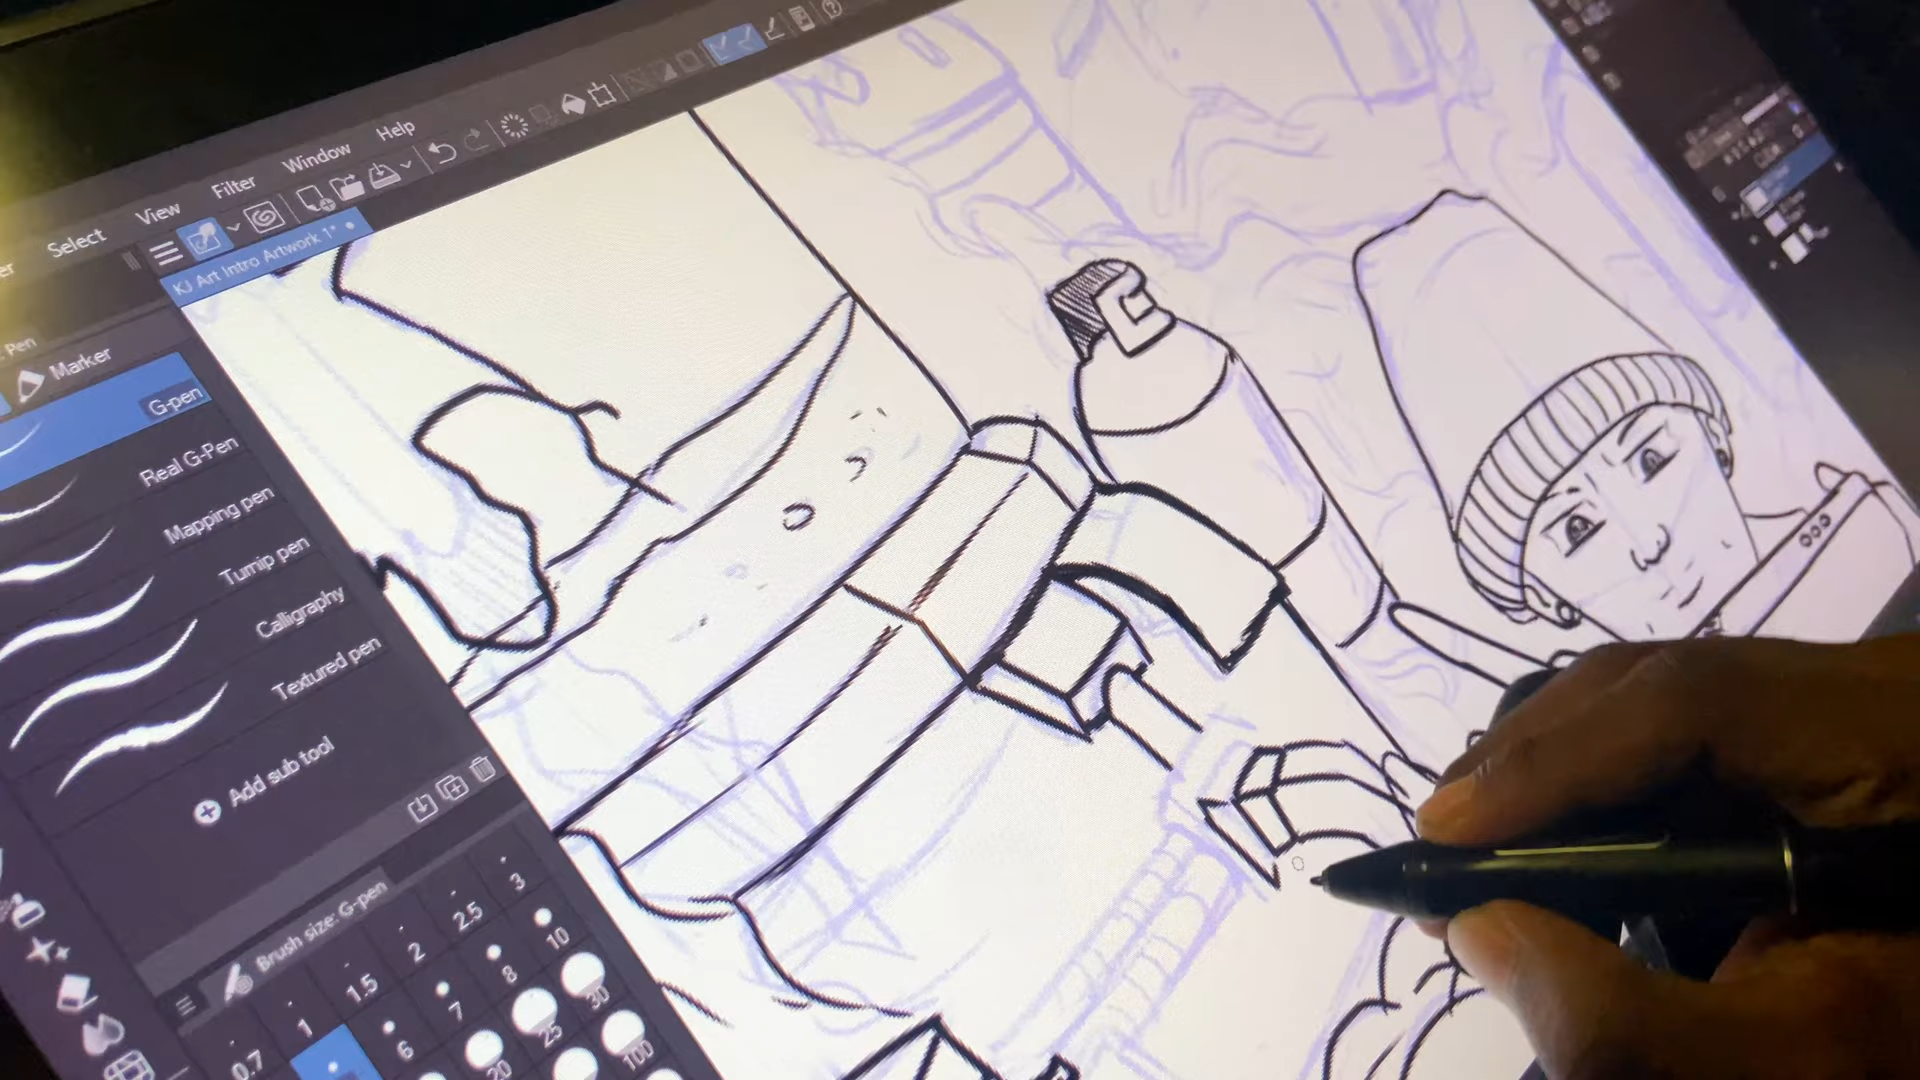 Select
View
Filter
Window
Help
KJ Art Intro Artwork 1*
Pen
Marker
G-pen
Real G-Pen
Mapping pen
Turnip pen
Calligraphy
Textured pen
Add sub tool
Brush size: G-pen
0.7 1 1.5 2 2.5 3
6 7 8 10
20 25 30
100